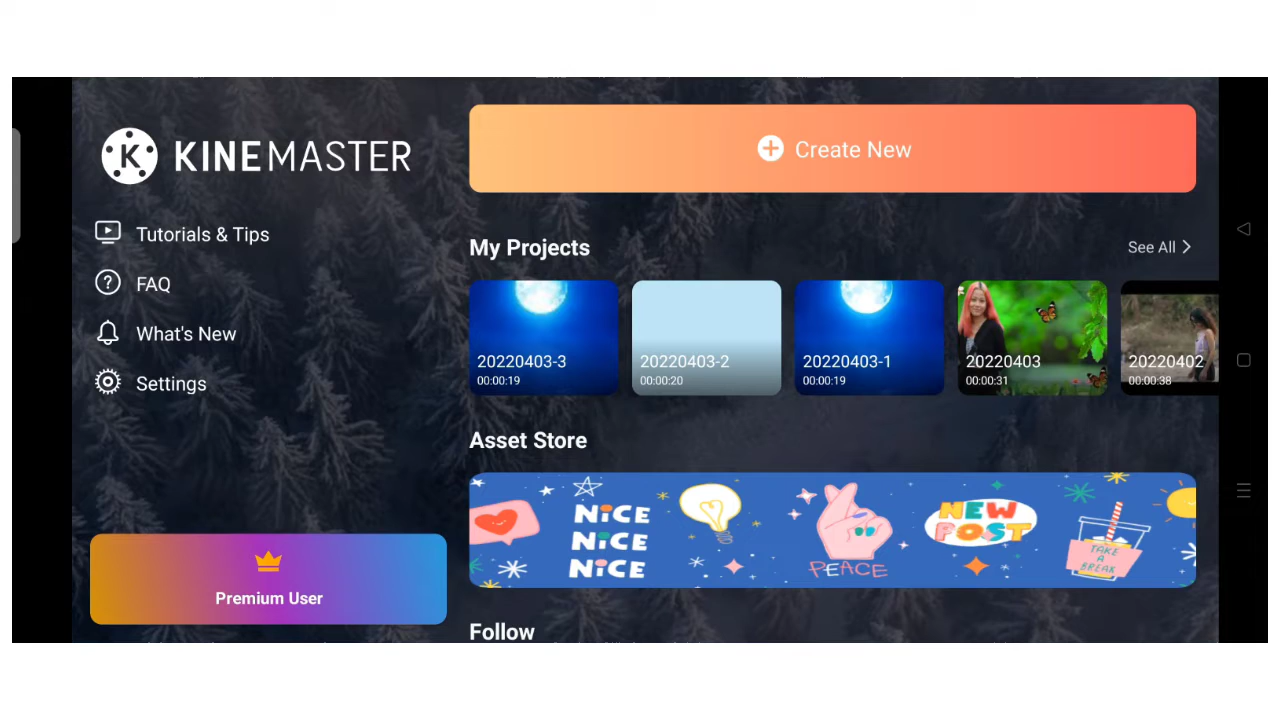 K KINEMASTER
Tutorials & Tips
FAQ
What's New
Settings
Premium User
Create New
My Projects
See All
20220403-3
00:00:19
20220403-2
00:00:20
20220403-1
00:00:19
20220403
00:00:31
20220402
00:00:38
Asset Store
NiCE
NiCE
NiCE
PEACE
NEW
POST
TAKE
A
BREAK
Follow